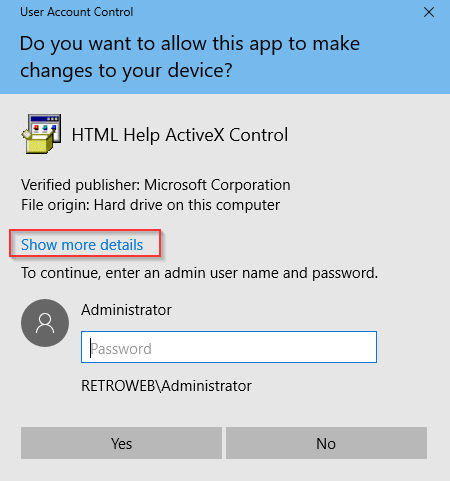 User Account Control
Do you want to allow this app to make
changes to your device?
HTML Help ActiveX Control
Verified publisher: Microsoft Corporation
File origin: Hard drive on this computer
Show more details
To continue, enter an admin user name and password.
Administrator
Password
RETROWEB\Administrator
Yes
No